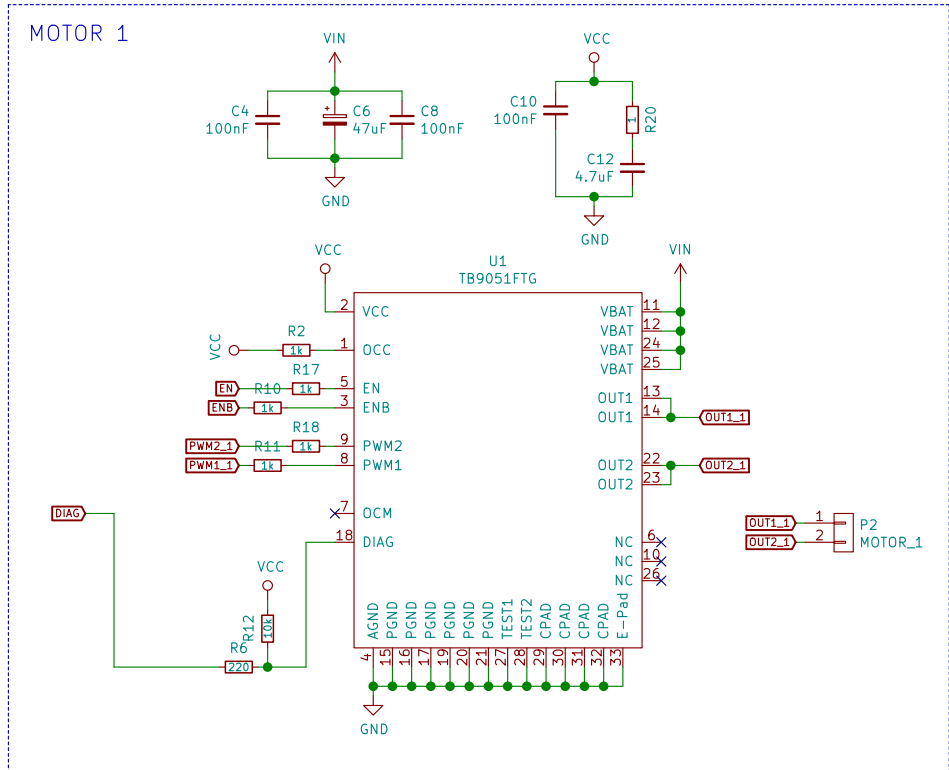 MOTOR 1
VIN
C4
100nF
C6
47uF
C8
100nF
+
GND
VCC
C10
100nF
1
R20
C12
4.7uF
GND
VCC
U1
TB9051FTG
VIN
2 VCC
VCC
R2
1k
1 OCC
EN
R17
1k
5 EN
ENB
R10
1k
3 ENB
PWM2_1
R18
1k
9 PWM2
PWM1_1
R11
1k
8 PWM1
7 OCM
DIAG
18 DIAG
VBAT 11
VBAT 12
VBAT 24
VBAT 25
OUT1 13
OUT1 14
OUT1_1
OUT2 22
OUT2 23
OUT2_1
NC 6
NC 10
NC 26
OUT1_1 1
OUT2_1 2
P2
MOTOR_1
VCC
R12
10k
R6
220
AGND
PGND
PGND
PGND
PGND
PGND
PGND
TEST1
TEST2
CPAD
CPAD
CPAD
CPAD
E-Pad
4
15
16
17
19
20
21
27
28
29
30
31
32
33
GND